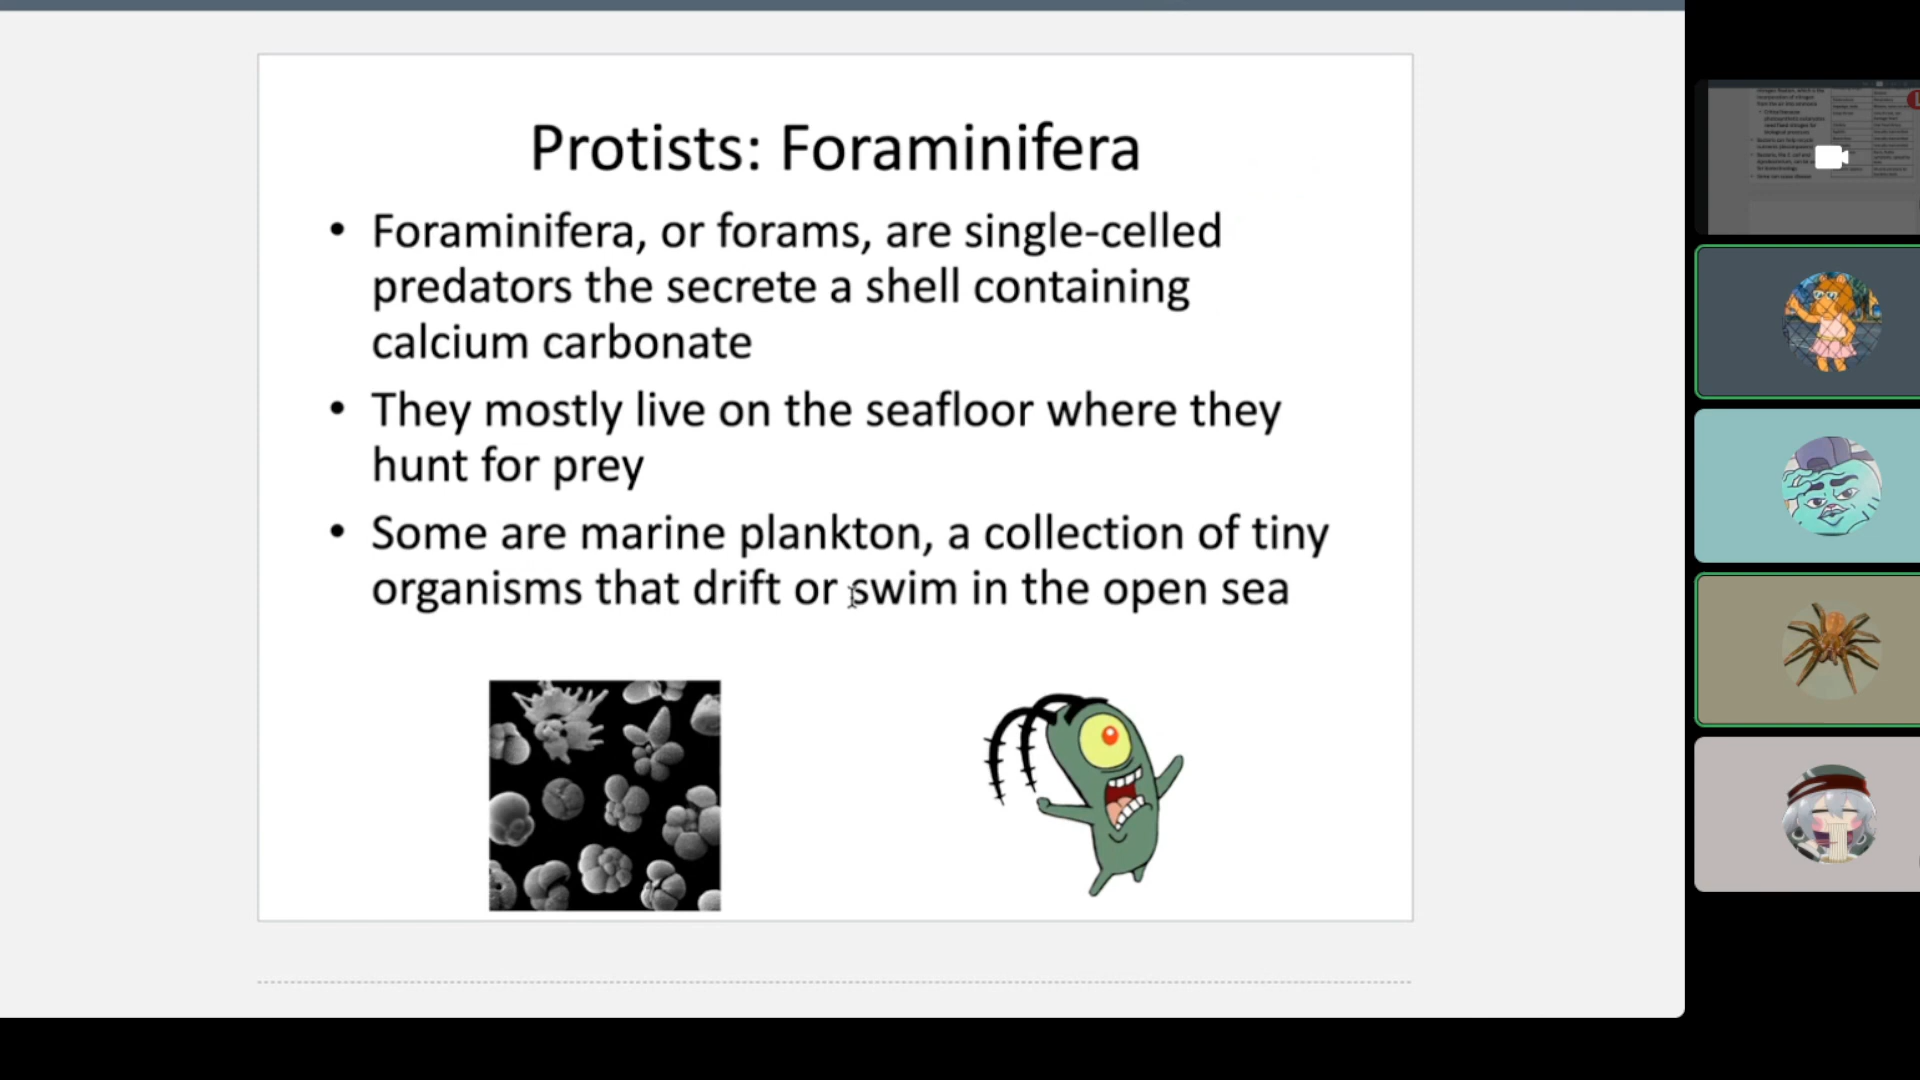 Protists: Foraminifera
• Foraminifera, or forams, are single-celled
predators the secrete a shell containing
calcium carbonate
• They mostly live on the seafloor where they
hunt for prey
• Some are marine plankton, a collection of tiny
organisms that drift or swim in the open sea